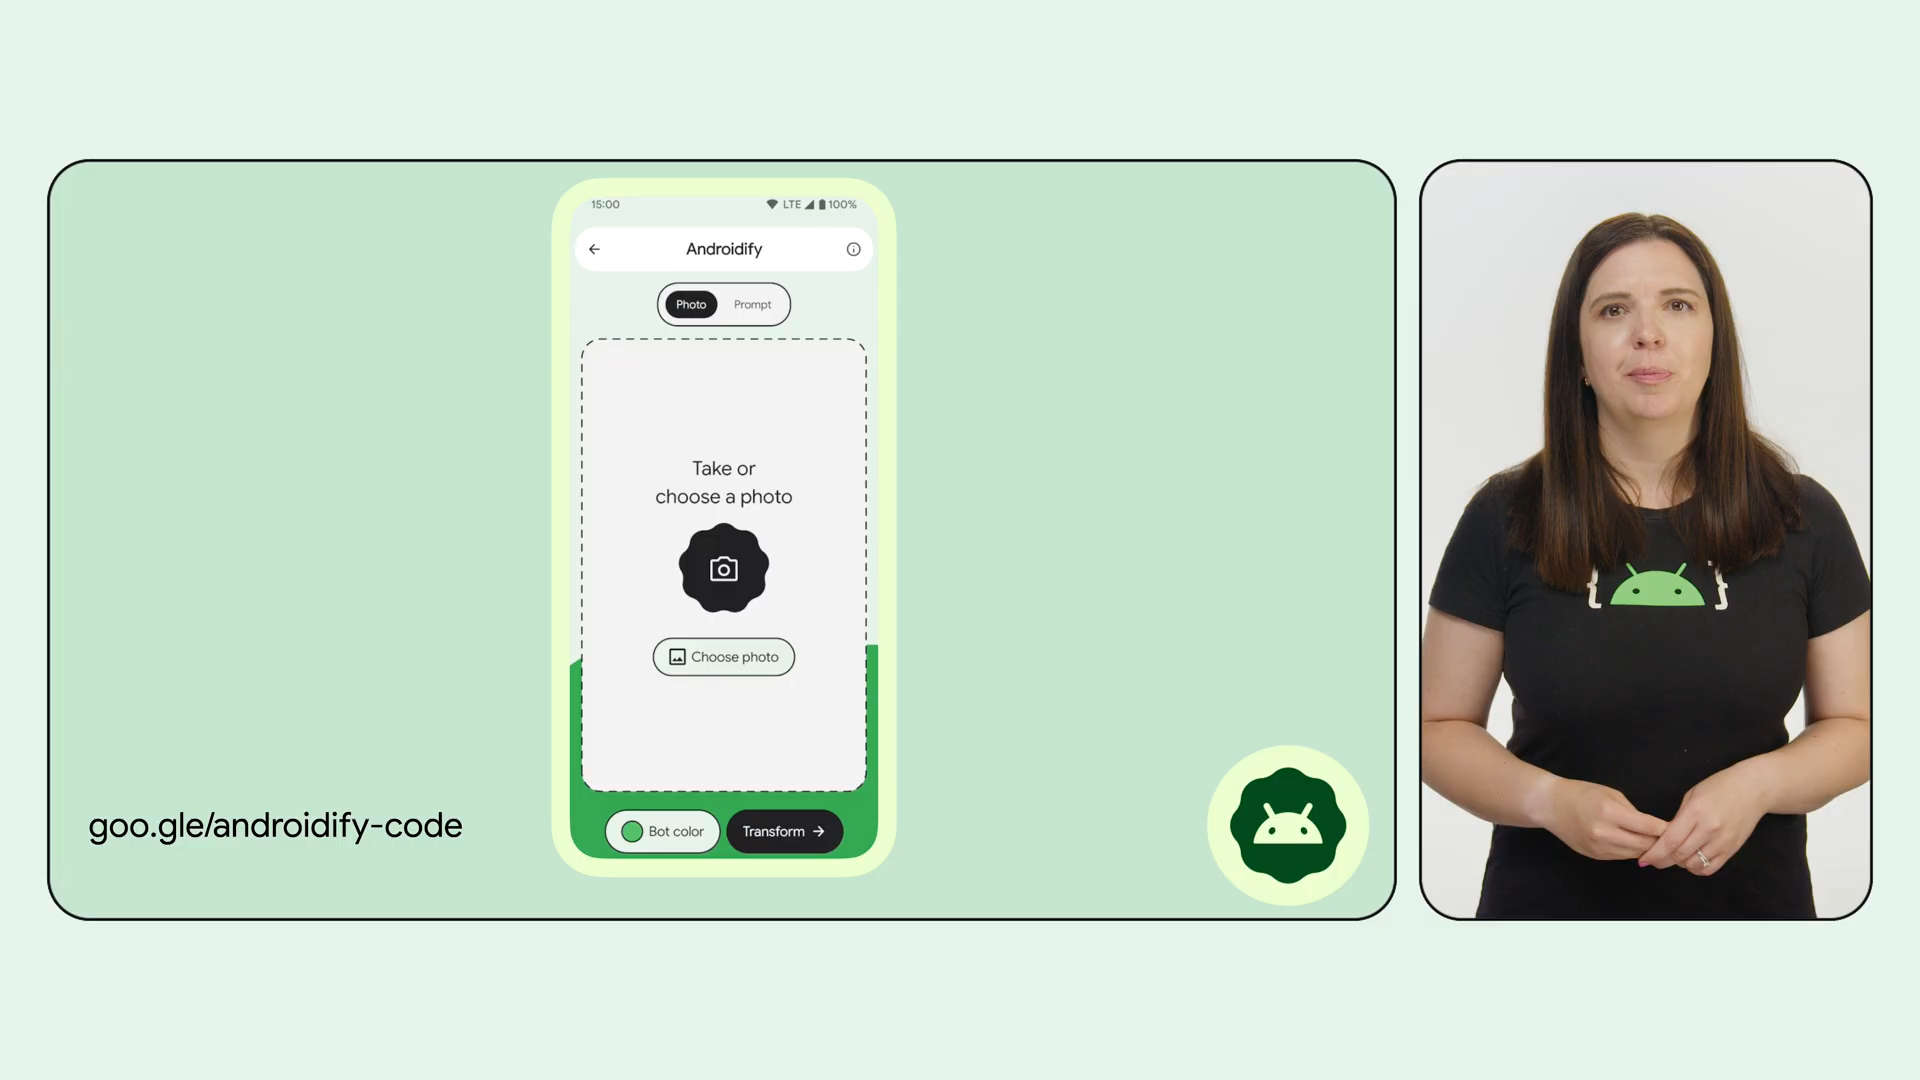 15:00
LTE 100%
Androidify
Photo Prompt
Take or
choose a photo
Choose photo
Bot color Transform
goo.gle/androidify-code
{ }